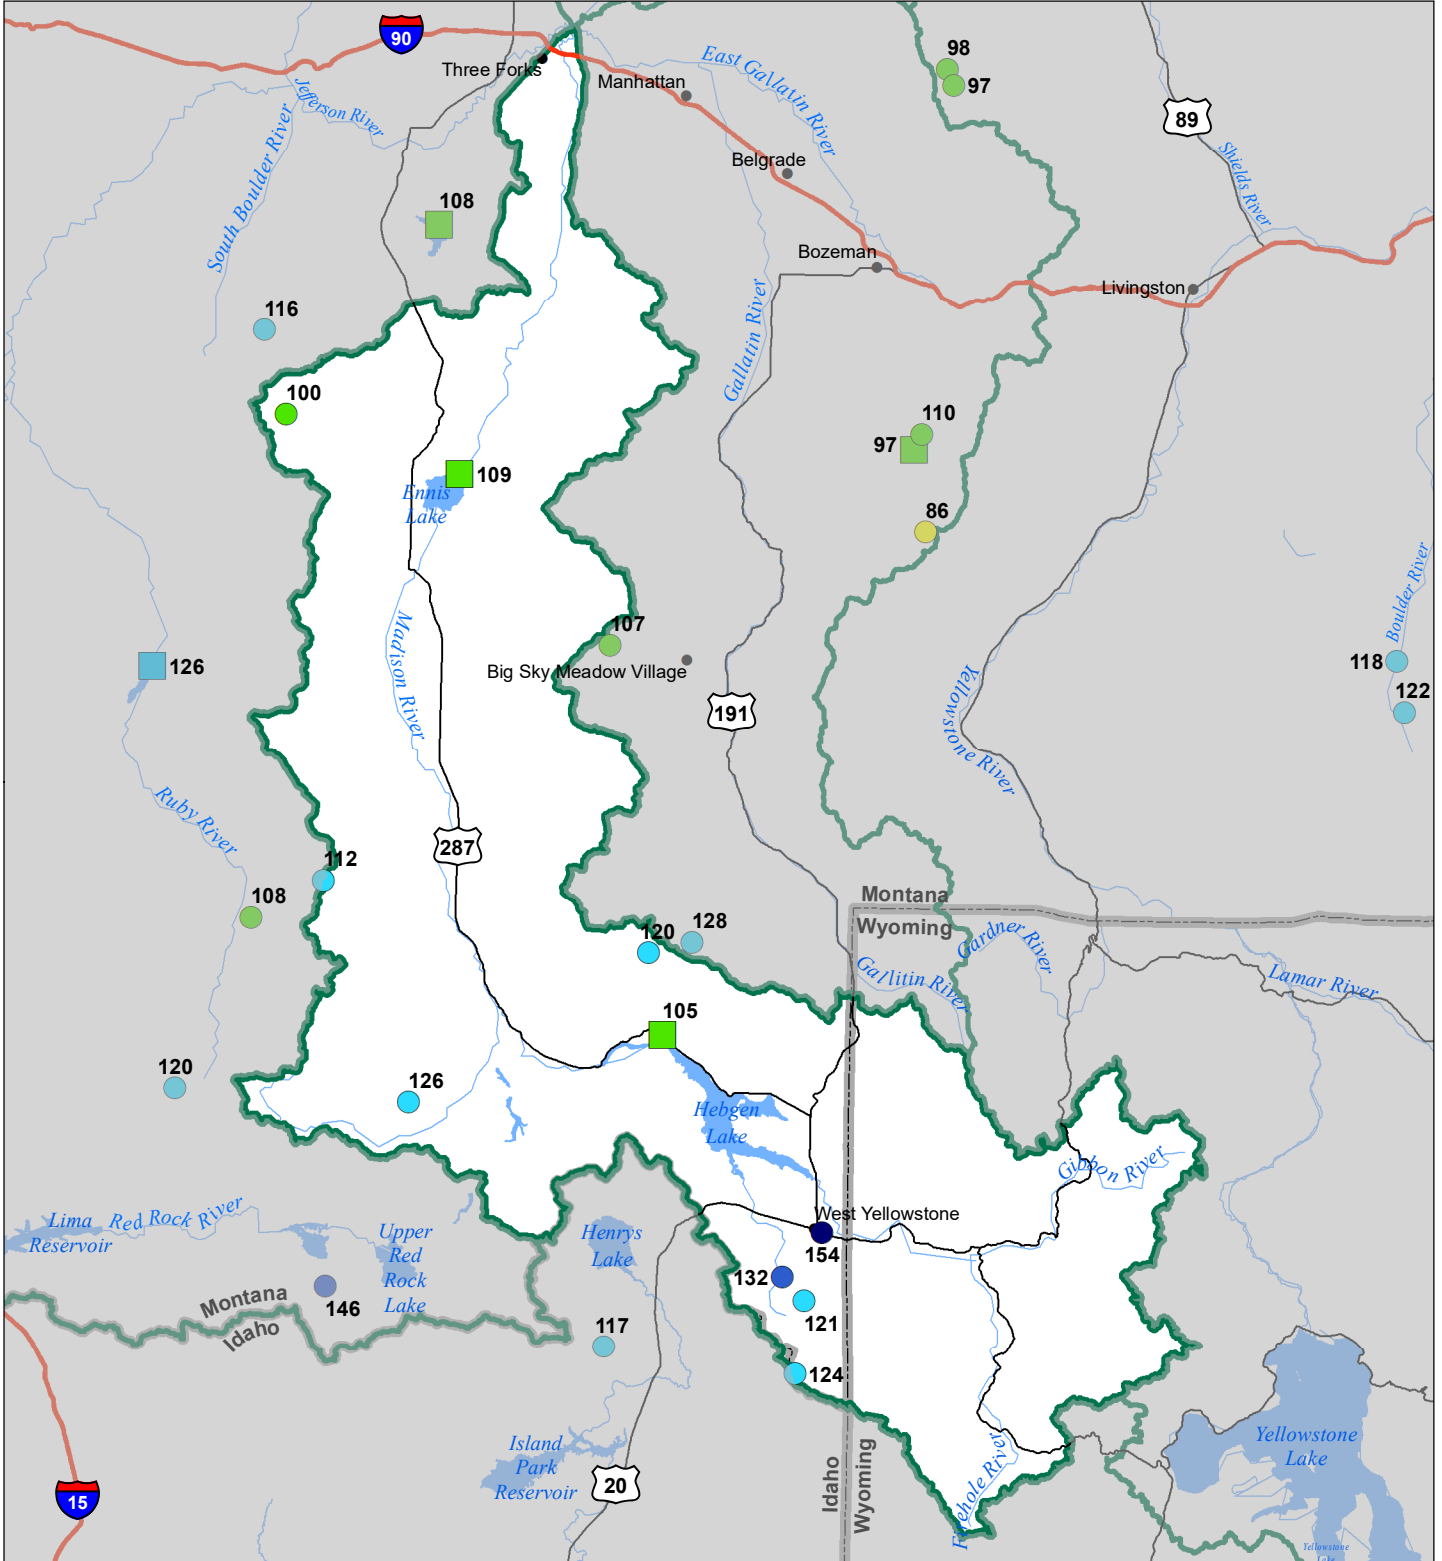 98
90
Three Forks
East Gallatin River
Manhattan
97
Jefferson River
89
South Boulder River
Belgrade
Shields River
108
Bozeman
Livingston
116
Gallatin River
100
110
97
109
Ennis
Lake
86
Boulder River
107
Madison River
126
Big Sky Meadow Village
118
122
191
Yellowstone River
Ruby River
287
112
108
Montana
Wyoming
120
128
Gardner River
Gallitin River
Lamar River
105
120
126
Hebgen
Lake
Gibbon River
Lima
Reservoir
Red Rock River
Upper
Red
Rock
Lake
Henrys
Lake
West Yellowstone
154
132
146
Montana
Idaho
121
117
124
Island
Park
Reservoir
Firehole River
Yellowstone
Lake
Idaho
Wyoming
20
15
Yellowstone
Lake